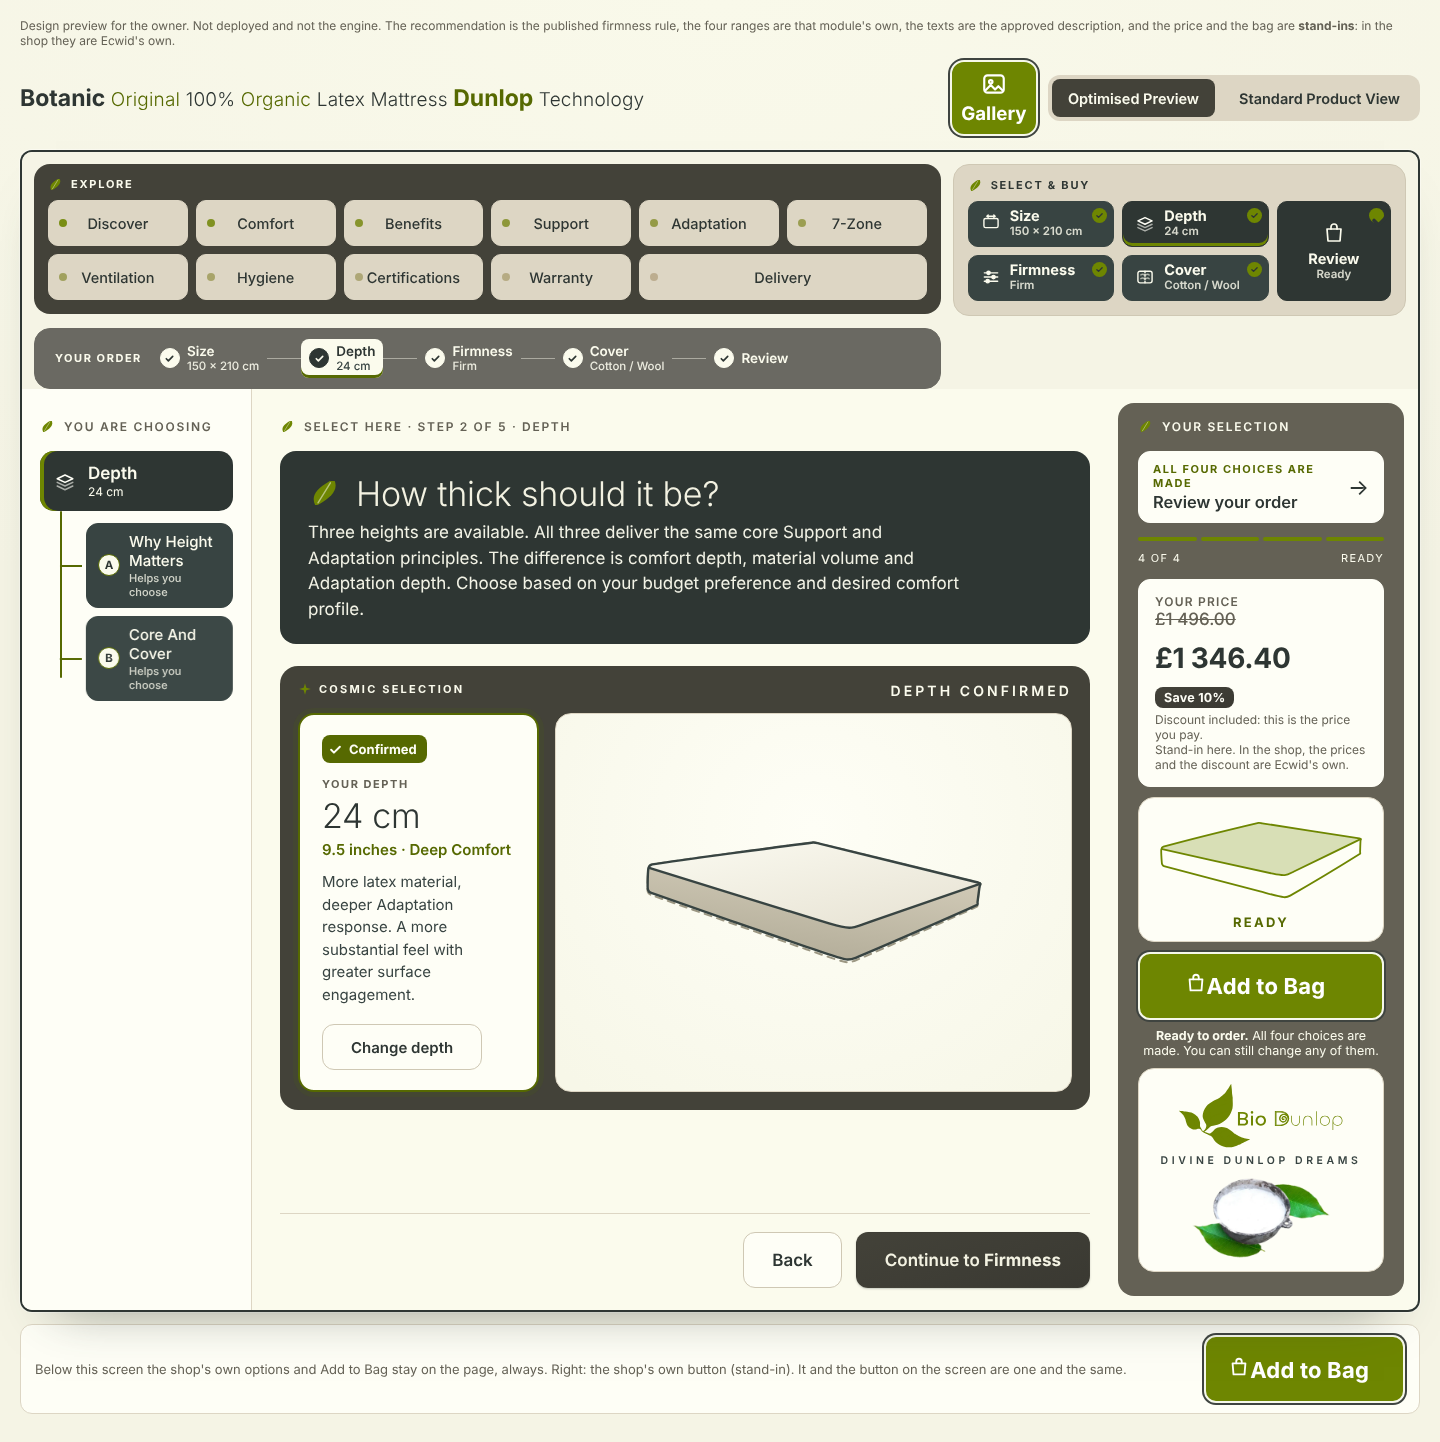 Design preview for the owner. Not deployed and not the engine. The recommendation is the published firmness rule, the four ranges are that module's own, the texts are the approved description, and the price and the bag are stand-ins: in the
shop they are Ecwid's own.
Botanic Original 100% Organic Latex Mattress Dunlop Technology
Gallery
Optimised Preview
Standard Product View
EXPLORE
Discover
Comfort
Benefits
Support
Adaptation
7-Zone
Ventilation
Hygiene
Certifications
Warranty
Delivery
SELECT & BUY
Size
150 × 210 cm
Depth
24 cm
Firmness
Firm
Cover
Cotton / Wool
Review
Ready
YOUR ORDER
Size
150 × 210 cm
Depth
24 cm
Firmness
Firm
Cover
Cotton / Wool
Review
YOU ARE CHOOSING
Depth
24 cm
A
Why Height
Matters
Helps you
choose
B
Core And
Cover
Helps you
choose
SELECT HERE · STEP 2 OF 5 · DEPTH
How thick should it be?
Three heights are available. All three deliver the same core Support and
Adaptation principles. The difference is comfort depth, material volume and
Adaptation depth. Choose based on your budget preference and desired comfort
profile.
COSMIC SELECTION
DEPTH CONFIRMED
Confirmed
YOUR DEPTH
24 cm
9.5 inches · Deep Comfort
More latex material,
deeper Adaptation
response. A more
substantial feel with
greater surface
engagement.
Change depth
Back
Continue to Firmness
YOUR SELECTION
ALL FOUR CHOICES ARE
MADE
Review your order
4 OF 4
READY
YOUR PRICE
£1 496.00
£1 346.40
Save 10%
Discount included: this is the price
you pay.
Stand-in here. In the shop, the prices
and the discount are Ecwid's own.
READY
Add to Bag
Ready to order. All four choices are
made. You can still change any of them.
Bio Dunlop
DIVINE DUNLOP DREAMS
Below this screen the shop's own options and Add to Bag stay on the page, always. Right: the shop's own button (stand-in). It and the button on the screen are one and the same.
Add to Bag